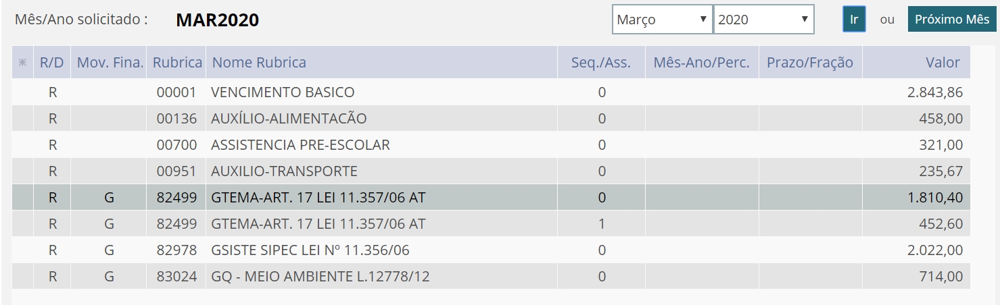 Mês/Ano solicitado : MAR2020 Março 2020 Ir ou Próximo Mês
R/D Mov. Fina. Rubrica Nome Rubrica Seq./Ass. Mês-Ano/Perc. Prazo/Fração Valor
R 00001 VENCIMENTO BASICO 0 2.843,86
R 00136 AUXÍLIO-ALIMENTACÃO 0 458,00
R 00700 ASSISTENCIA PRE-ESCOLAR 0 321,00
R 00951 AUXILIO-TRANSPORTE 0 235,67
R G 82499 GTEMA-ART. 17 LEI 11.357/06 AT 0 1.810,40
R G 82499 GTEMA-ART. 17 LEI 11.357/06 AT 1 452,60
R G 82978 GSISTE SIPEC LEI Nº 11.356/06 0 2.022,00
R G 83024 GQ - MEIO AMBIENTE L.12778/12 0 714,00